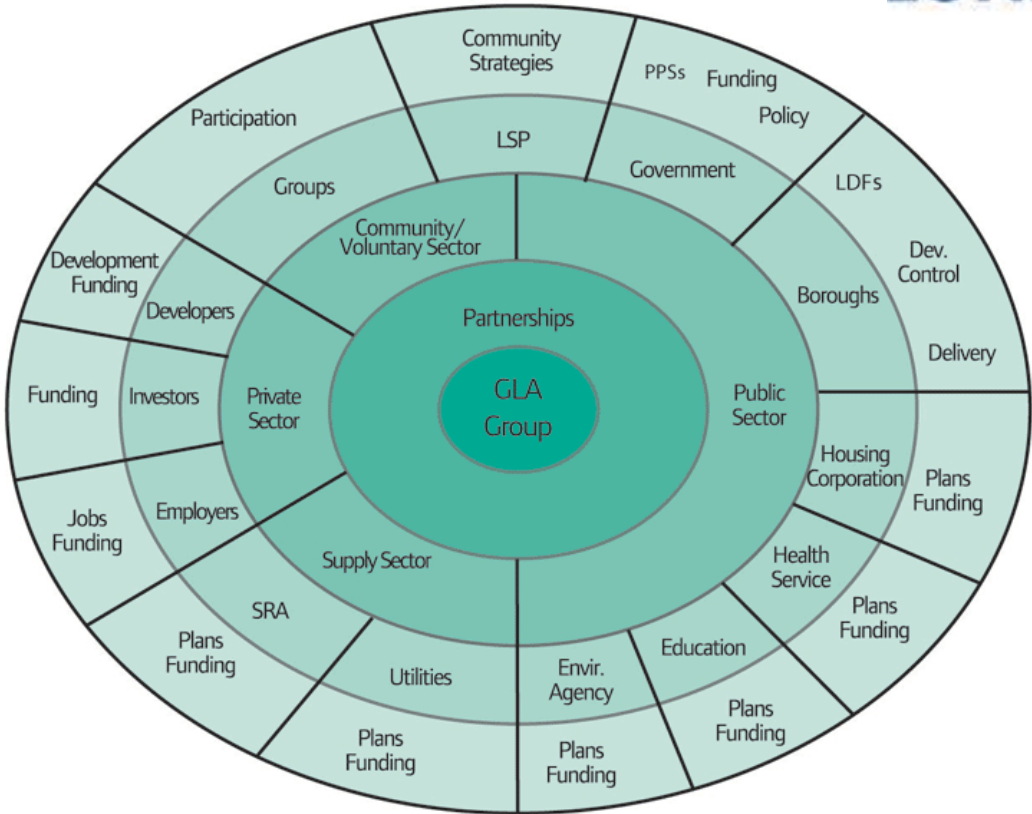 Community
Strategies
PPSs Funding
Policy
Participation
LSP
Government
LDFs
Groups
Community/
Voluntary Sector
Dev.
Control
Development
Funding
Developers
Boroughs
Partnerships
Delivery
Funding
Investors
Private
Sector
GLA
Group
Public
Sector
Housing
Corporation
Plans
Funding
Jobs
Funding
Employers
Supply Sector
Health
Service
Plans
Funding
SRA
Plans
Funding
Utilities
Envir.
Agency
Education
Plans
Funding
Plans
Funding
Plans
Funding